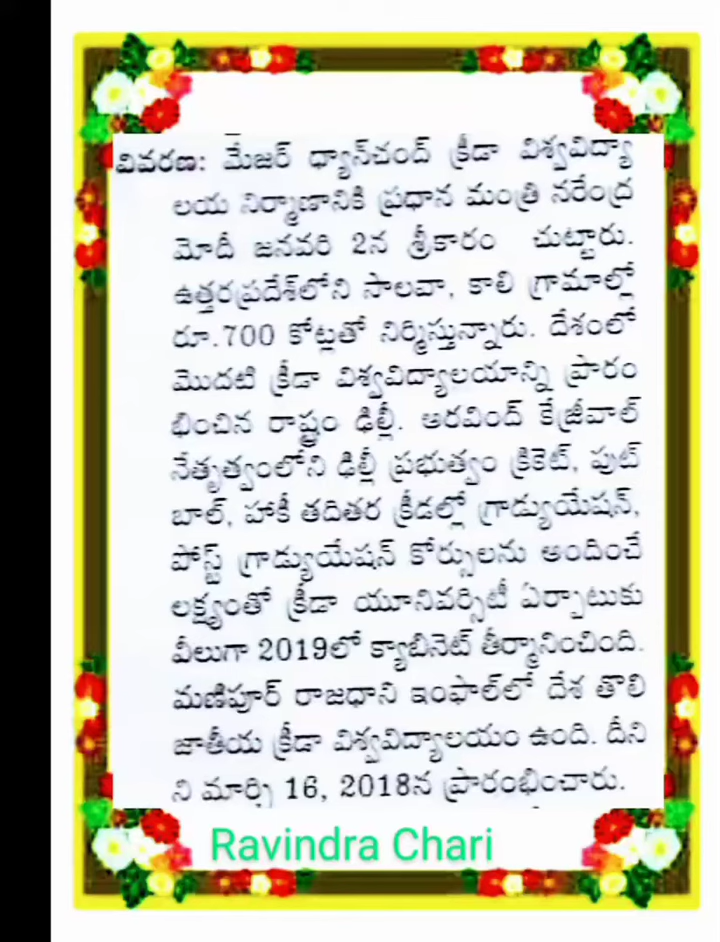 వివరణ: మేజర్ ధ్యాన్‌చంద్ క్రీడా విశ్వవిద్యా
లయ నిర్మాణానికి ప్రధాన మంత్రి నరేంద్ర
మోదీ జనవరి 2న శ్రీకారం చుట్టారు.
ఉత్తరప్రదేశ్‌లోని సాలవా, కాలి గ్రామాల్లో
రూ.700 కోట్లతో నిర్మిస్తున్నారు. దేశంలో
మొదటి క్రీడా విశ్వవిద్యాలయాన్ని ప్రారం
భించిన రాష్ట్రం ఢిల్లీ. అరవింద్ కేజ్రీవాల్
నేతృత్వంలోని ఢిల్లీ ప్రభుత్వం క్రికెట్, ఫుట్
బాల్, హాకీ తదితర క్రీడల్లో గ్రాడ్యుయేషన్,
పోస్ట్ గ్రాడ్యుయేషన్ కోర్సులను అందించే
లక్ష్యంతో క్రీడా యూనివర్సిటీ ఏర్పాటుకు
వీలుగా 2019లో క్యాబినెట్ తీర్మానించింది.
మణిపూర్ రాజధాని ఇంఫాల్‌లో దేశ తొలి
జాతీయ క్రీడా విశ్వవిద్యాలయం ఉంది. దీని
ని మార్చి 16, 2018న ప్రారంభించారు.
Ravindra Chari